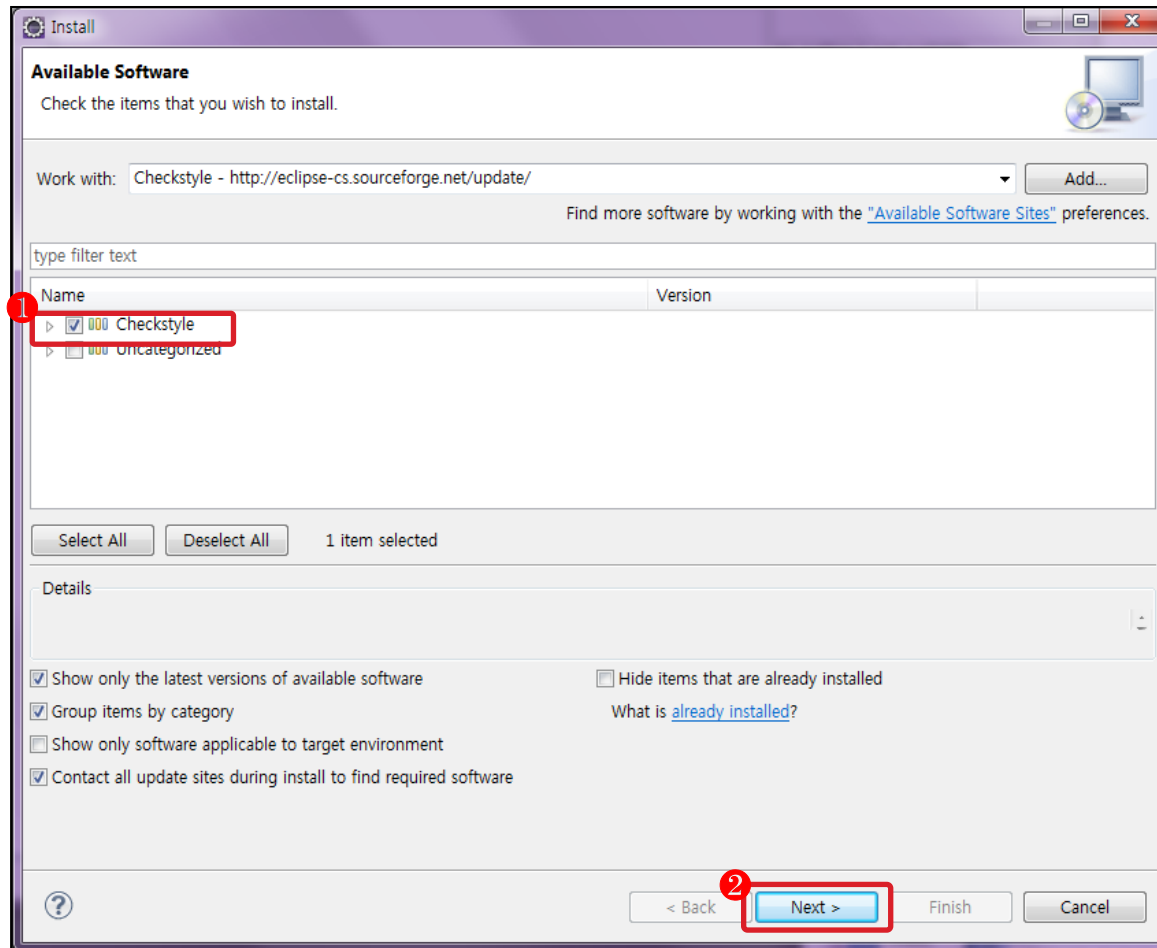 Install
Available Software
Check the items that you wish to install.
Work with: Checkstyle - http://eclipse-cs.sourceforge.net/update/ Add...
Find more software by working with the "Available Software Sites" preferences.
type filter text
Name Version
1
Checkstyle
Uncategorized
Select All Deselect All 1 item selected
Details
Show only the latest versions of available software Hide items that are already installed
Group items by category What is already installed?
Show only software applicable to target environment
Contact all update sites during install to find required software
2
? < Back Next > Finish Cancel